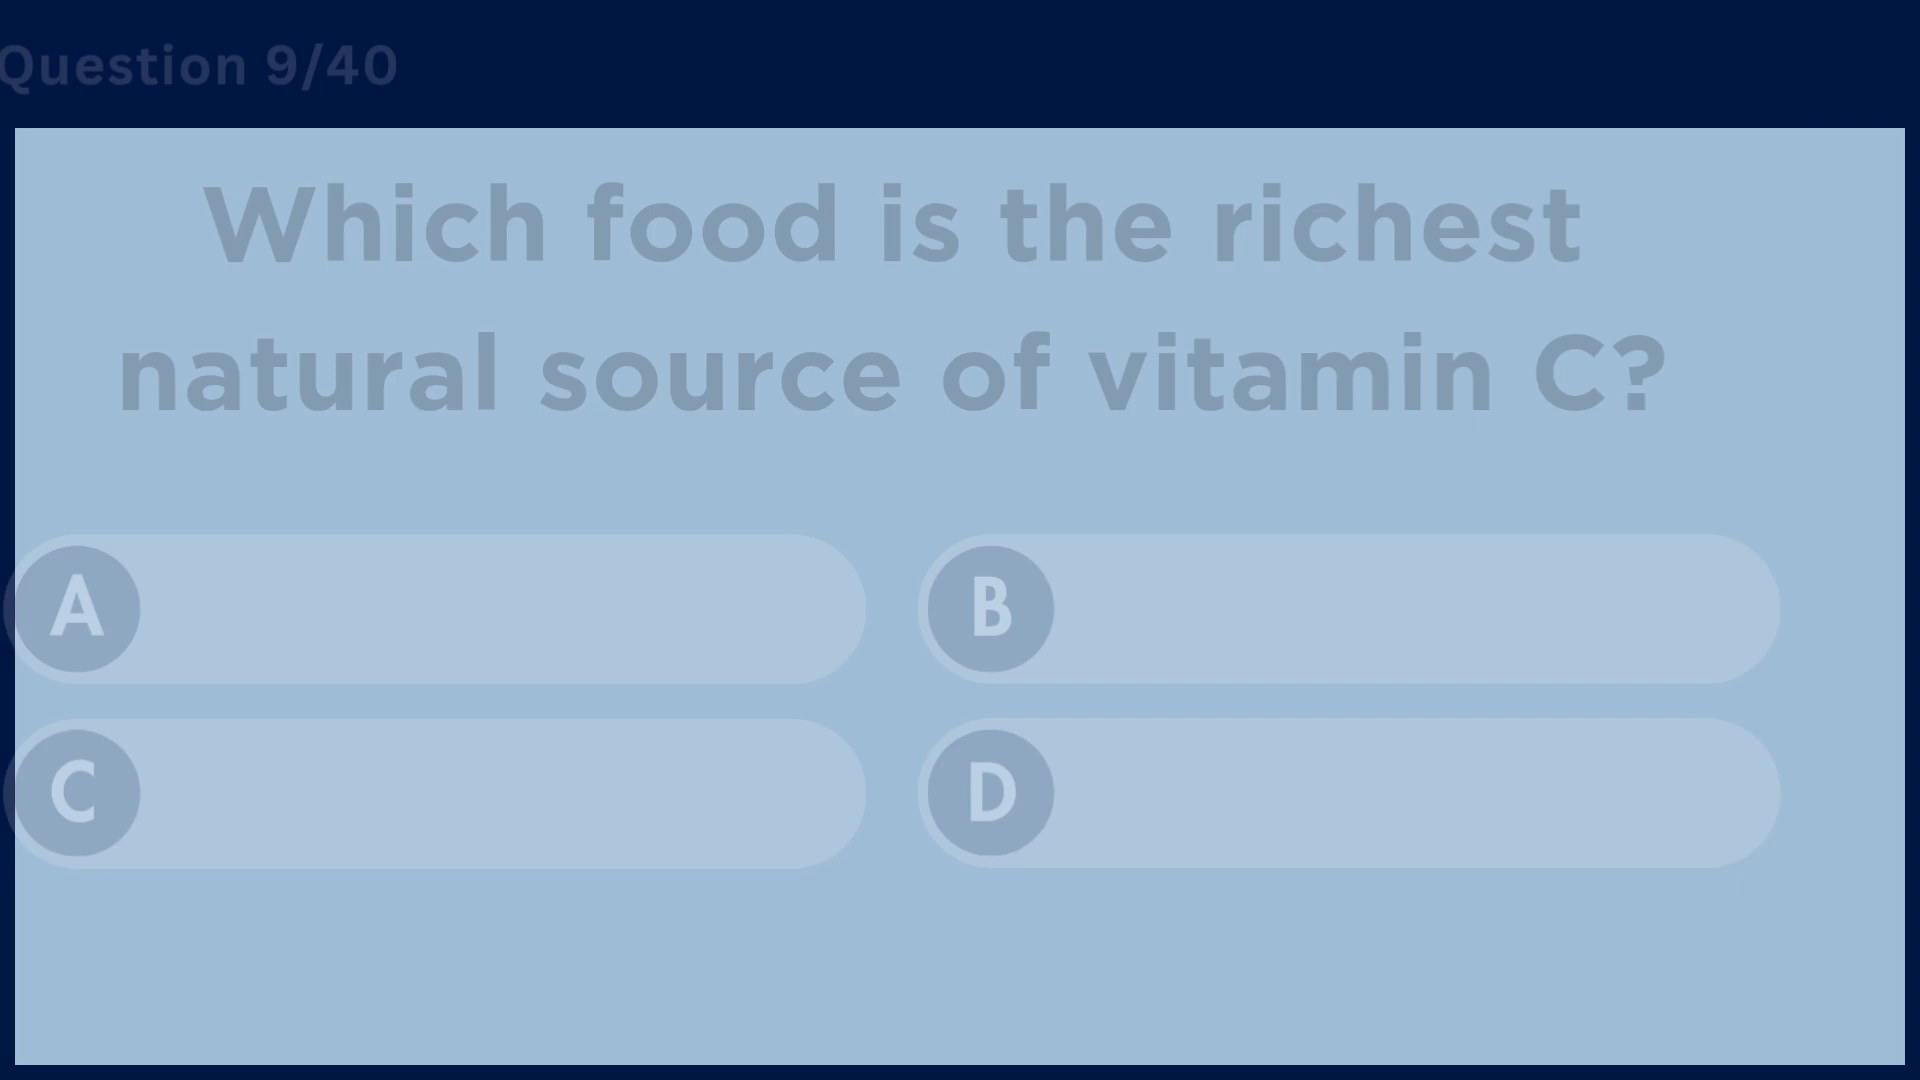 Question 9/40
Which food is the richest
natural source of vitamin C?
A
B
C
D